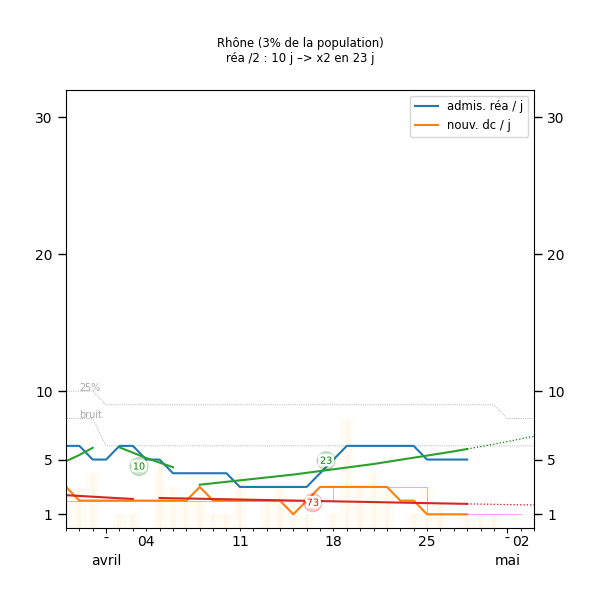 Rhône (3% de la population)
réa /2 : 10 j –> x2 en 23 j
admis. réa / j
nouv. dc / j
30
30
20
20
10
10
25%
bruit
5
5
10
23
73
1
1
- 04 11 18 25 - 02
avril mai